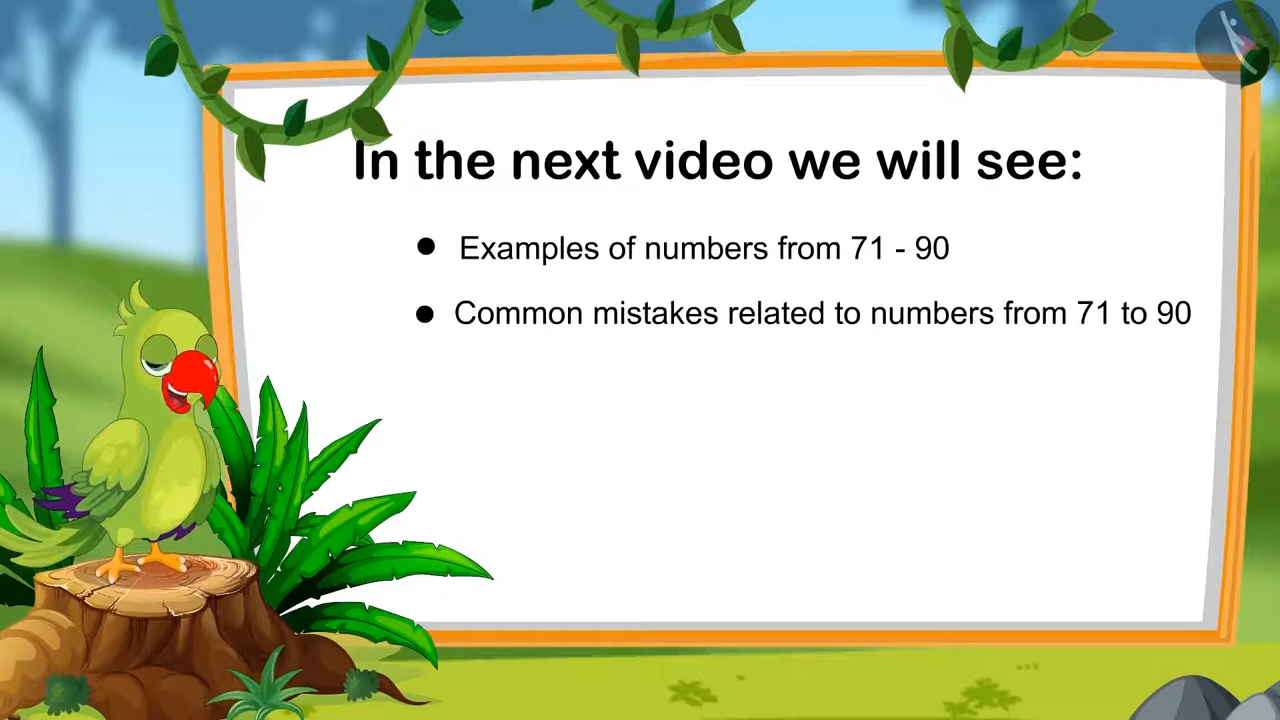 In the next video we will see:
● Examples of numbers from 71 - 90
● Common mistakes related to numbers from 71 to 90